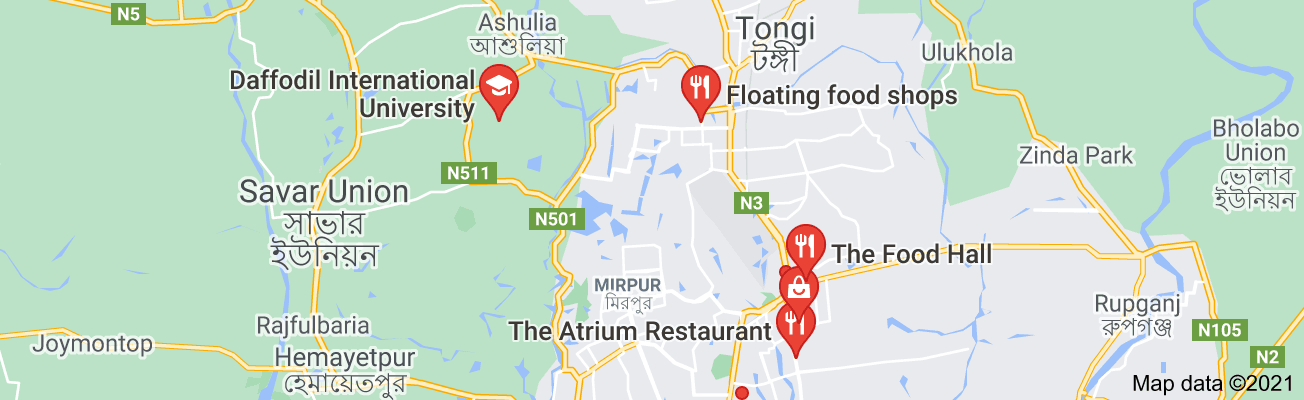 N5
Ashulia
আশুলিয়া
Tongi
টঙ্গী
Ulukhola
Daffodil International
University
Floating food shops
Bholabo
Union
ভোলাব
ইউনিয়ন
Zinda Park
N511
Savar Union
সাভার
ইউনিয়ন
N501
N3
The Food Hall
MIRPUR
মিরপুর
Rupganj
রুপগঞ্জ
Rajfulbaria
The Atrium Restaurant
N105
Joymontop
Hemayetpur
হেমায়েতপুর
N2
Map data ©2021